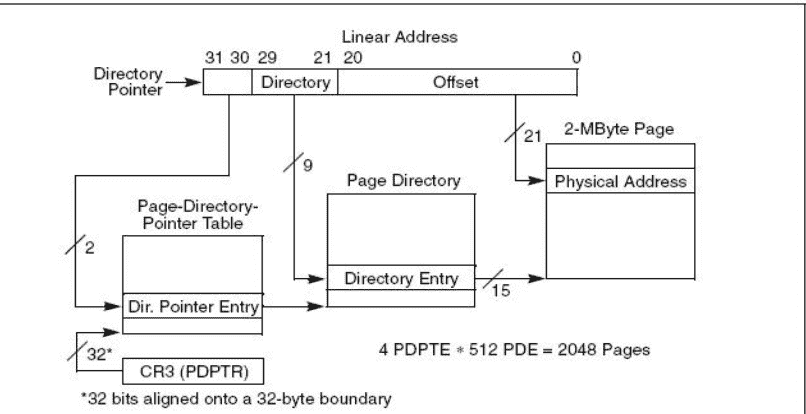 Linear Address
31 30 29 21 20 0
Directory Pointer
Directory
Offset
21
2-MByte Page
9
Page Directory
Physical Address
Page-Directory-
Pointer Table
2
Directory Entry
15
Dir. Pointer Entry
32*
4 PDPTE * 512 PDE = 2048 Pages
CR3 (PDPTR)
*32 bits aligned onto a 32-byte boundary